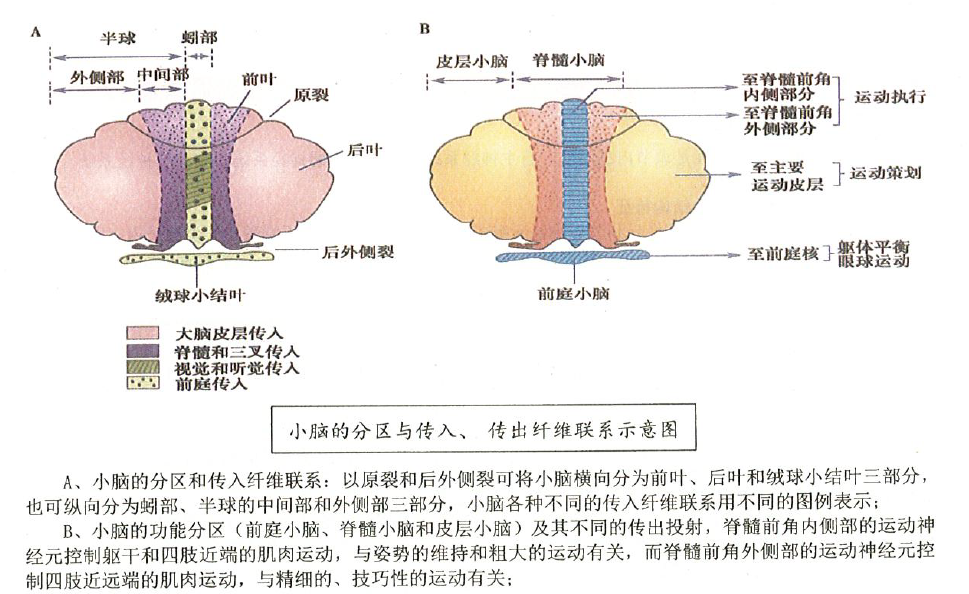 A
半球
蚓部
外侧部
中间部
前叶
原裂
后叶
后外侧裂
绒球小结叶
大脑皮层传入
脊髓和三叉传入
视觉和听觉传入
前庭传入
B
皮层小脑
脊髓小脑
至脊髓前角
内侧部分
至脊髓前角
外侧部分
运动执行
至主要
运动皮层
运动策划
至前庭核
躯体平衡
眼球运动
前庭小脑
小脑的分区与传入、 传出纤维联系示意图
A、小脑的分区和传入纤维联系：以原裂和后外侧裂可将小脑横向分为前叶、后叶和绒球小结叶三部分，
也可纵向分为蚓部、半球的中间部和外侧部三部分，小脑各种不同的传入纤维联系用不同的图例表示；
B、小脑的功能分区（前庭小脑、脊髓小脑和皮层小脑）及其不同的传出投射，脊髓前角内侧部的运动神
经元控制躯干和四肢近端的肌肉运动，与姿势的维持和粗大的运动有关，而脊髓前角外侧部的运动神经元控
制四肢近远端的肌肉运动，与精细的、技巧性的运动有关；